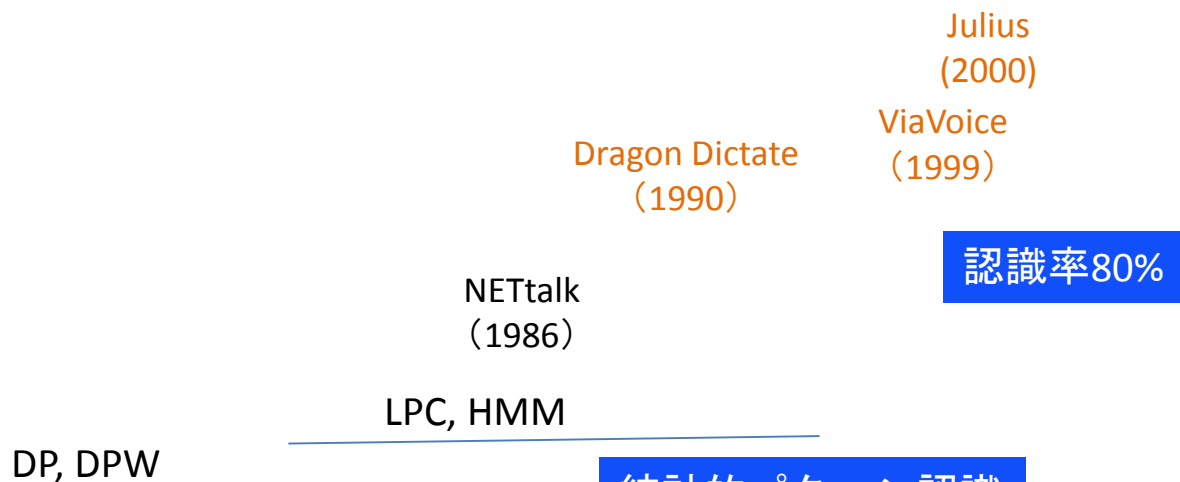 Julius
(2000)
ViaVoice
（1999）
Dragon Dictate
（1990）
認識率80%
NETtalk
（1986）
LPC, HMM
DP, DPW